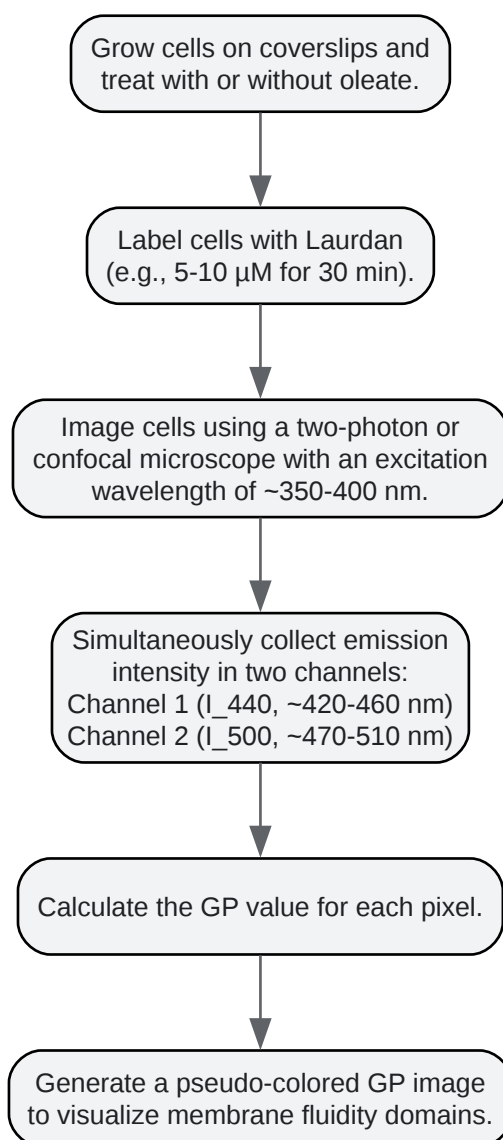 Grow cells on coverslips and
treat with or without oleate.
Label cells with Laurdan
(e.g., 5-10 µM for 30 min).
Image cells using a two-photon or
confocal microscope with an excitation
wavelength of ~350-400 nm.
Simultaneously collect emission
intensity in two channels:
Channel 1 (I_440, ~420-460 nm)
Channel 2 (I_500, ~470-510 nm)
Calculate the GP value for each pixel.
Generate a pseudo-colored GP image
to visualize membrane fluidity domains.